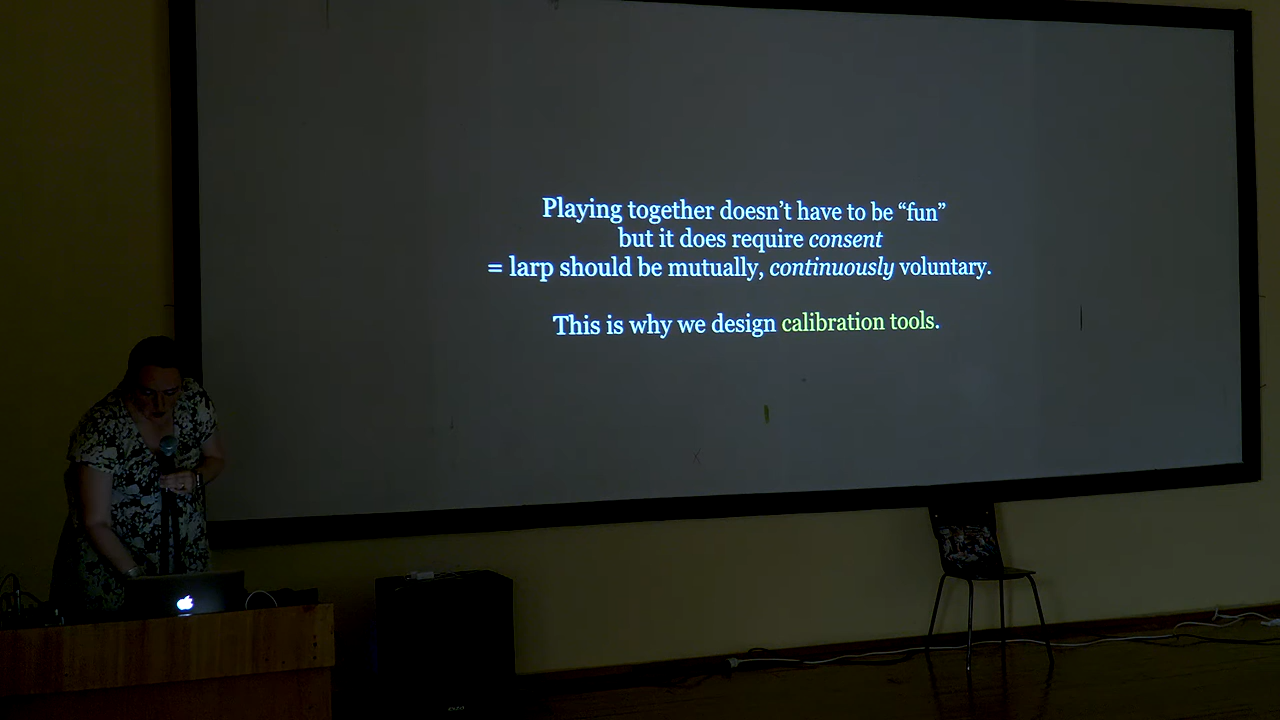 Playing together doesn’t have to be “fun”
but it does require consent
= larp should be mutually, continuously voluntary.
This is why we design calibration tools.